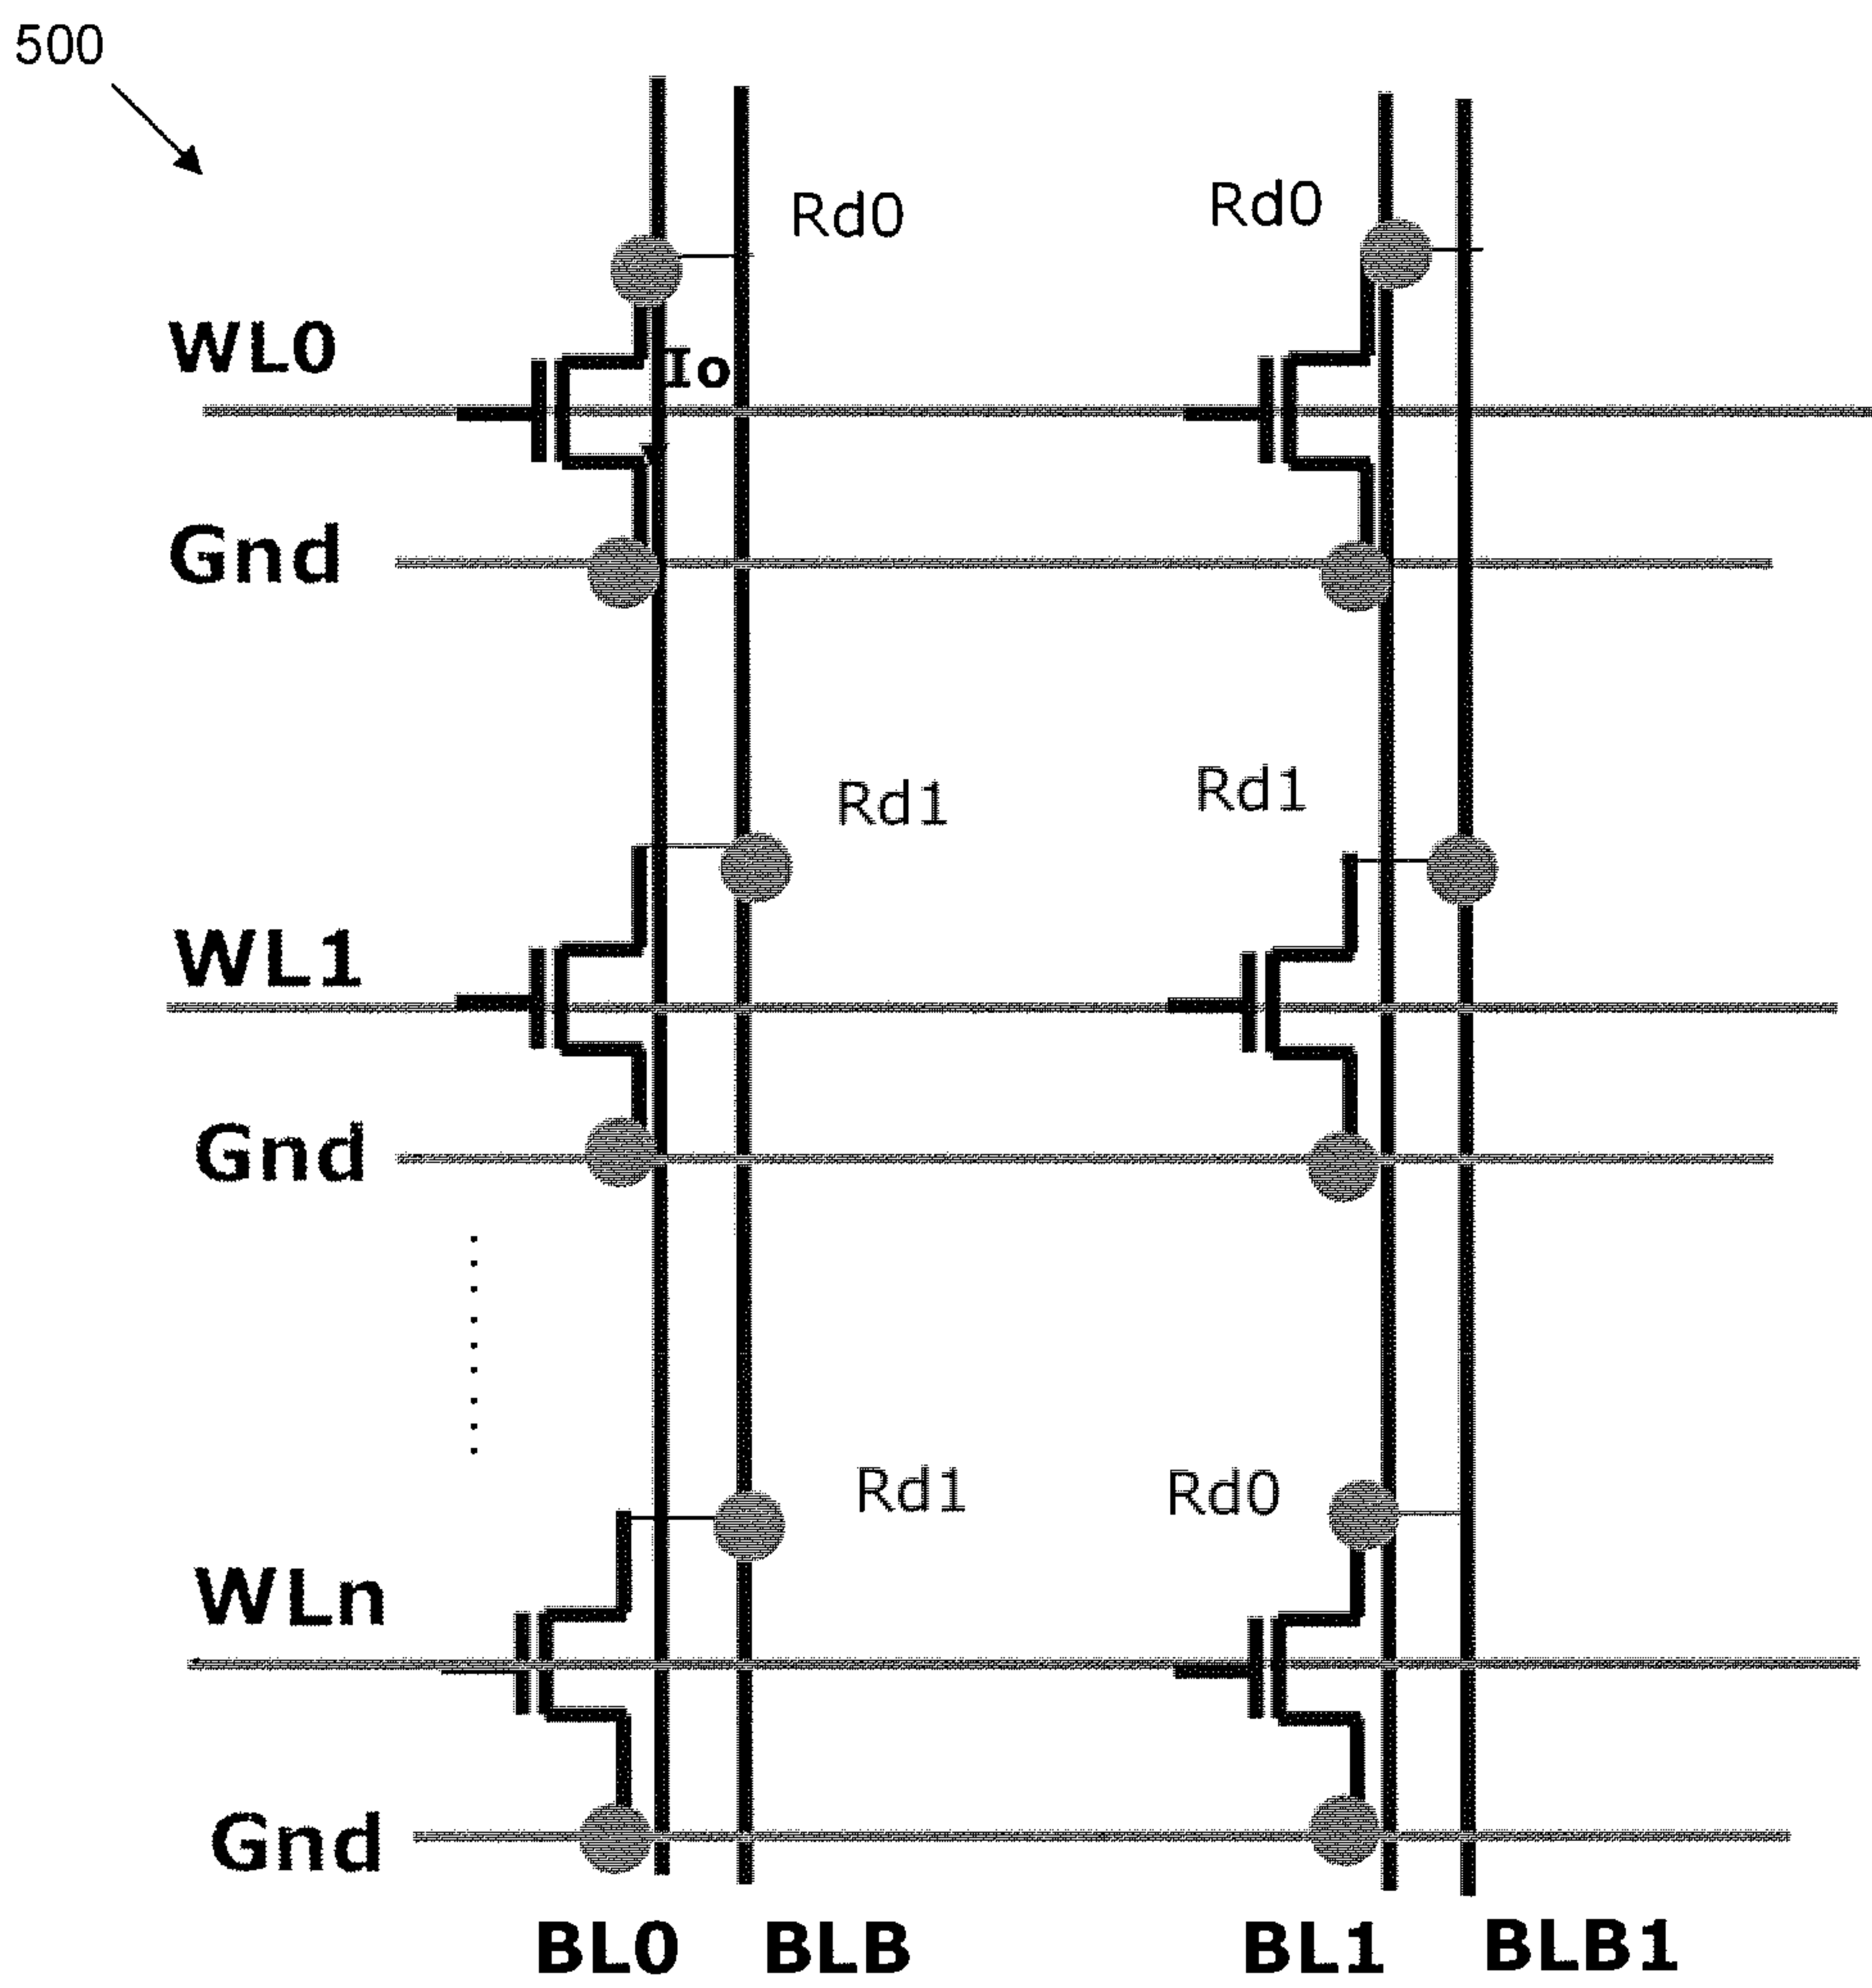 500
Rd0 Rd0
WL0
Io
Gnd
Rd1 Rd1
WL1
Gnd
Rd1 Rd0
WLn
Gnd
BL0 BLB BL1 BLB1